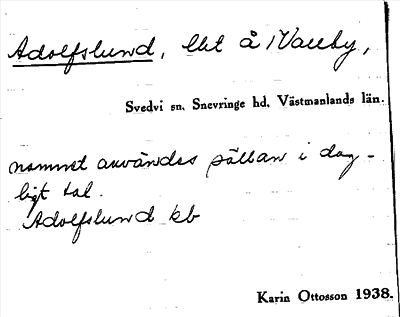 Adolfslund, lht å Valby,
Svedvi sn. Snevringe hd. Västmanlands län.
namnet användes sällan i dag-
ligt tal.
Adolfslund kb
Karin Ottosson 1938.